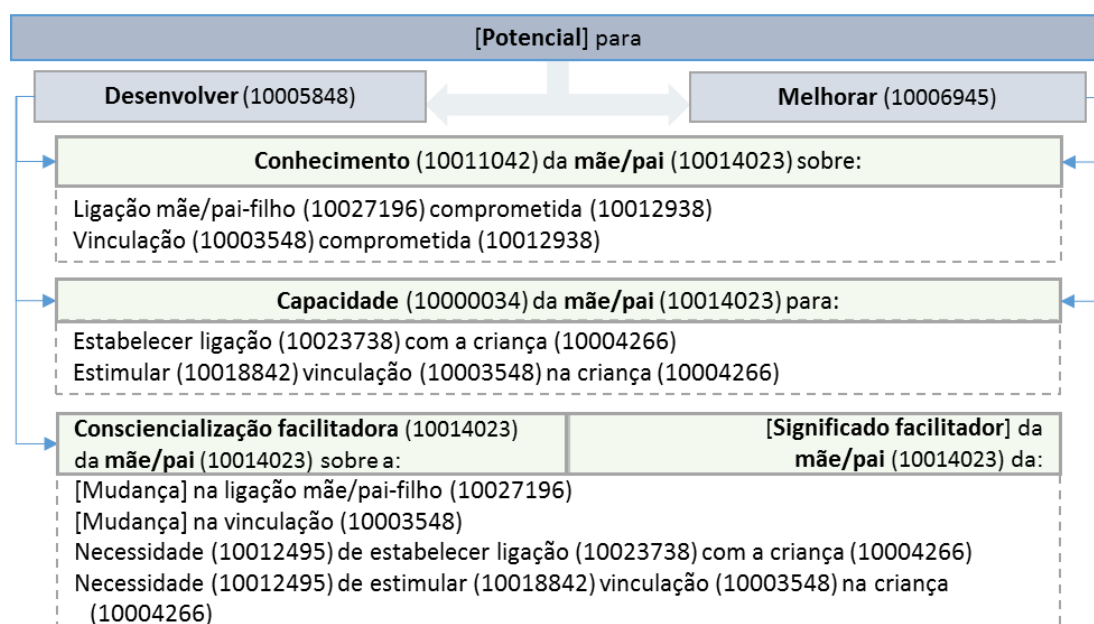 [Potencial] para
Desenvolver (10005848)
Melhorar (10006945)
Conhecimento (10011042) da mãe/pai (10014023) sobre:
Ligação mãe/pai-filho (10027196) comprometida (10012938)
Vinculação (10003548) comprometida (10012938)
Capacidade (10000034) da mãe/pai (10014023) para:
Estabelecer ligação (10023738) com a criança (10004266)
Estimular (10018842) vinculação (10003548) na criança (10004266)
Consciencialização facilitadora (10014023)
da mãe/pai (10014023) sobre a:
[Significado facilitador] da
mãe/pai (10014023) da:
[Mudança] na ligação mãe/pai-filho (10027196)
[Mudança] na vinculação (10003548)
Necessidade (10012495) de estabelecer ligação (10023738) com a criança (10004266)
Necessidade (10012495) de estimular (10018842) vinculação (10003548) na criança
(10004266)